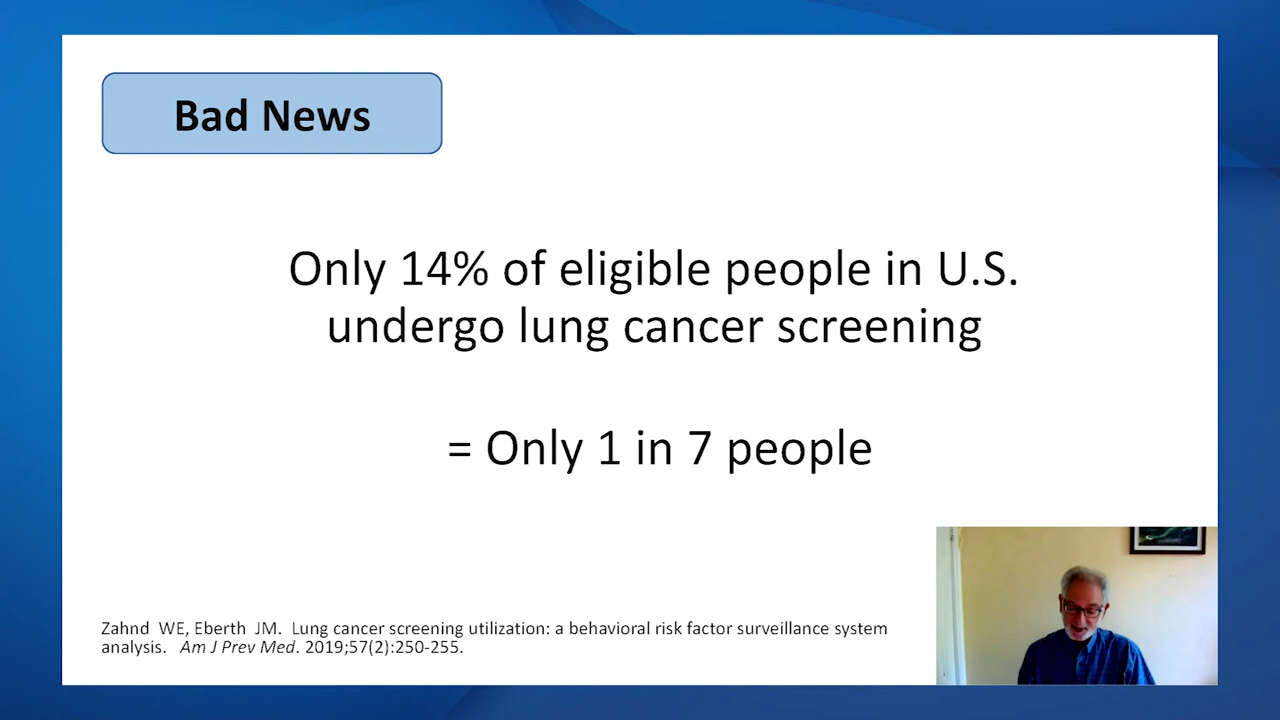 Bad News
Only 14% of eligible people in U.S.
undergo lung cancer screening
= Only 1 in 7 people
Zahnd WE, Eberth JM. Lung cancer screening utilization: a behavioral risk factor surveillance system
analysis. Am J Prev Med. 2019;57(2):250-255.